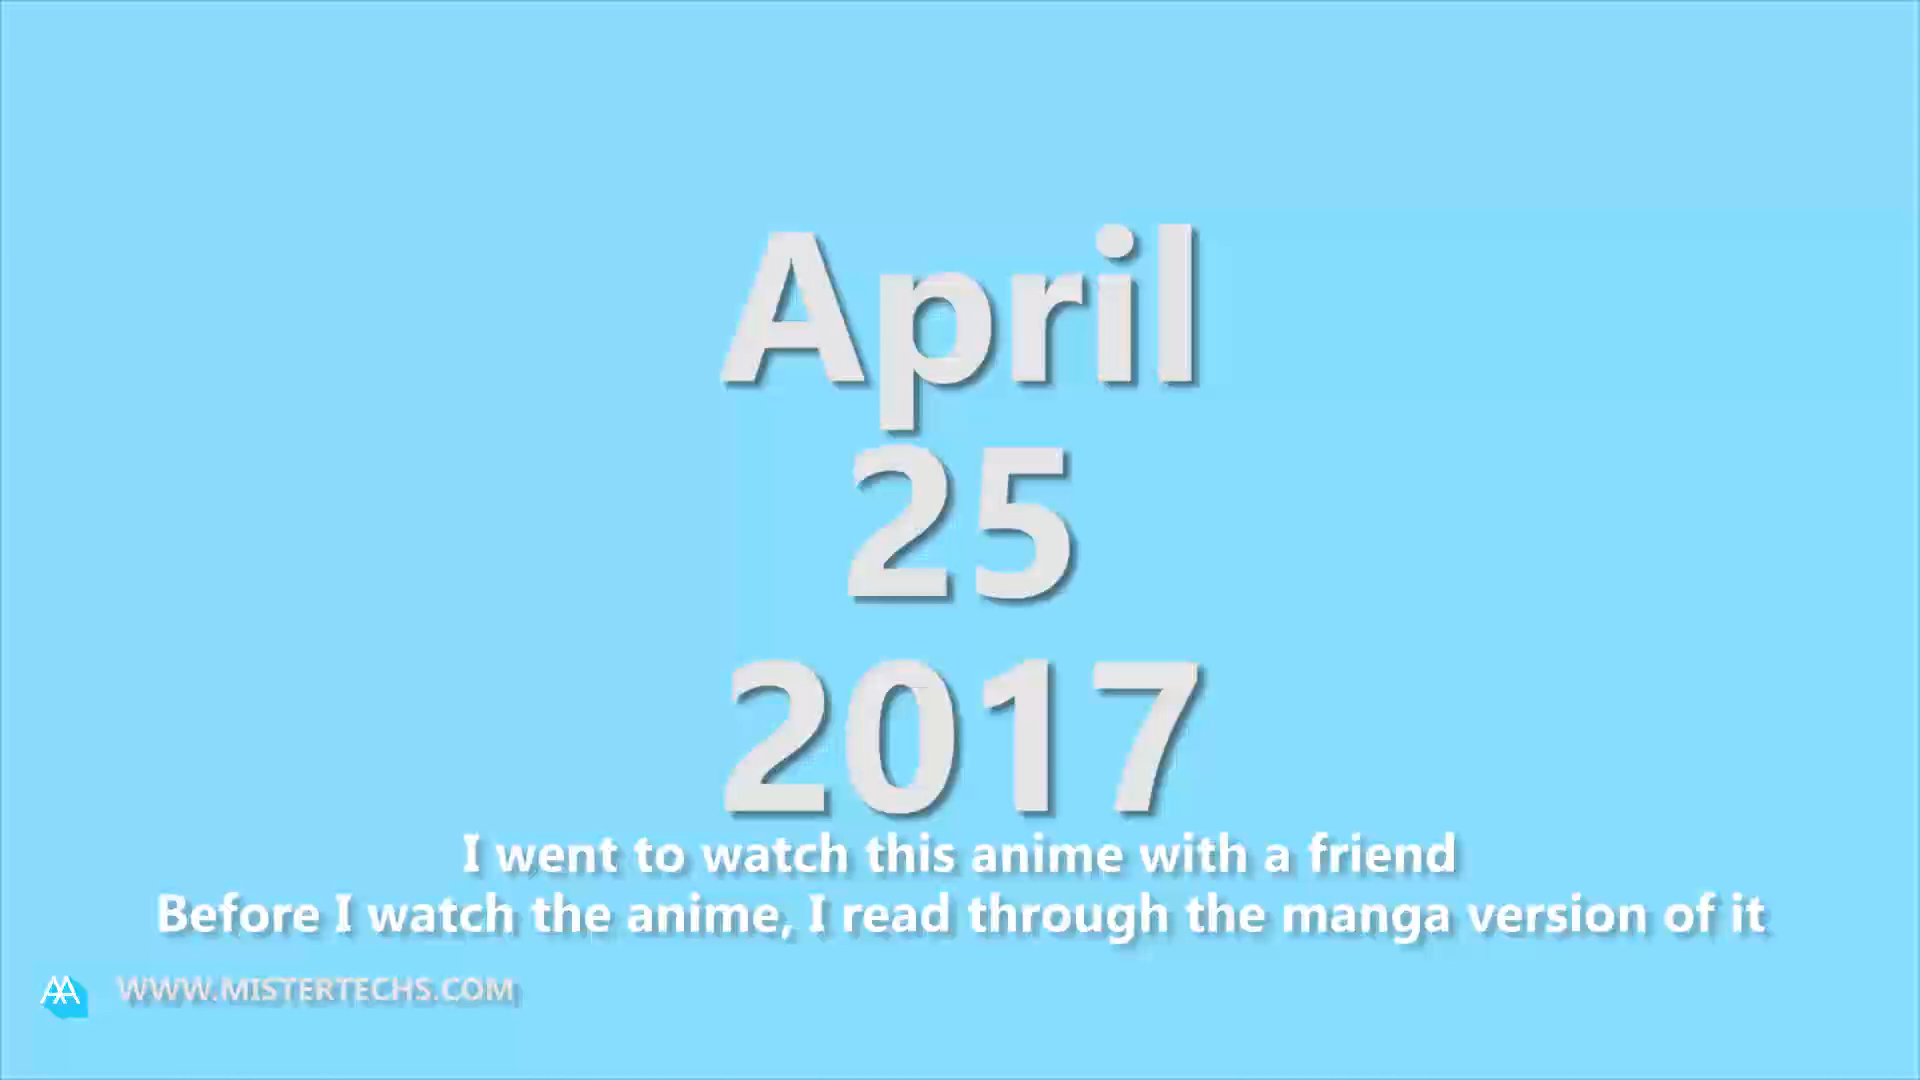 April
25
2017
I went to watch this anime with a friend
Before I watch the anime, I read through the manga version of it
WWW.MISTERTECHS.COM